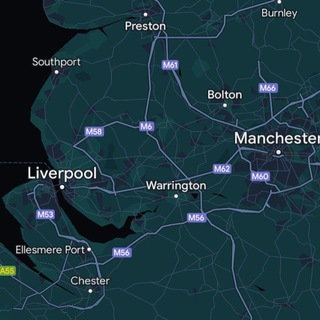 Burnley
Preston
Southport
M61
M66
Bolton
M58
M6
Manchester
Liverpool
M62
M60
Warrington
M53
M56
Ellesmere Port
M56
A55
Chester